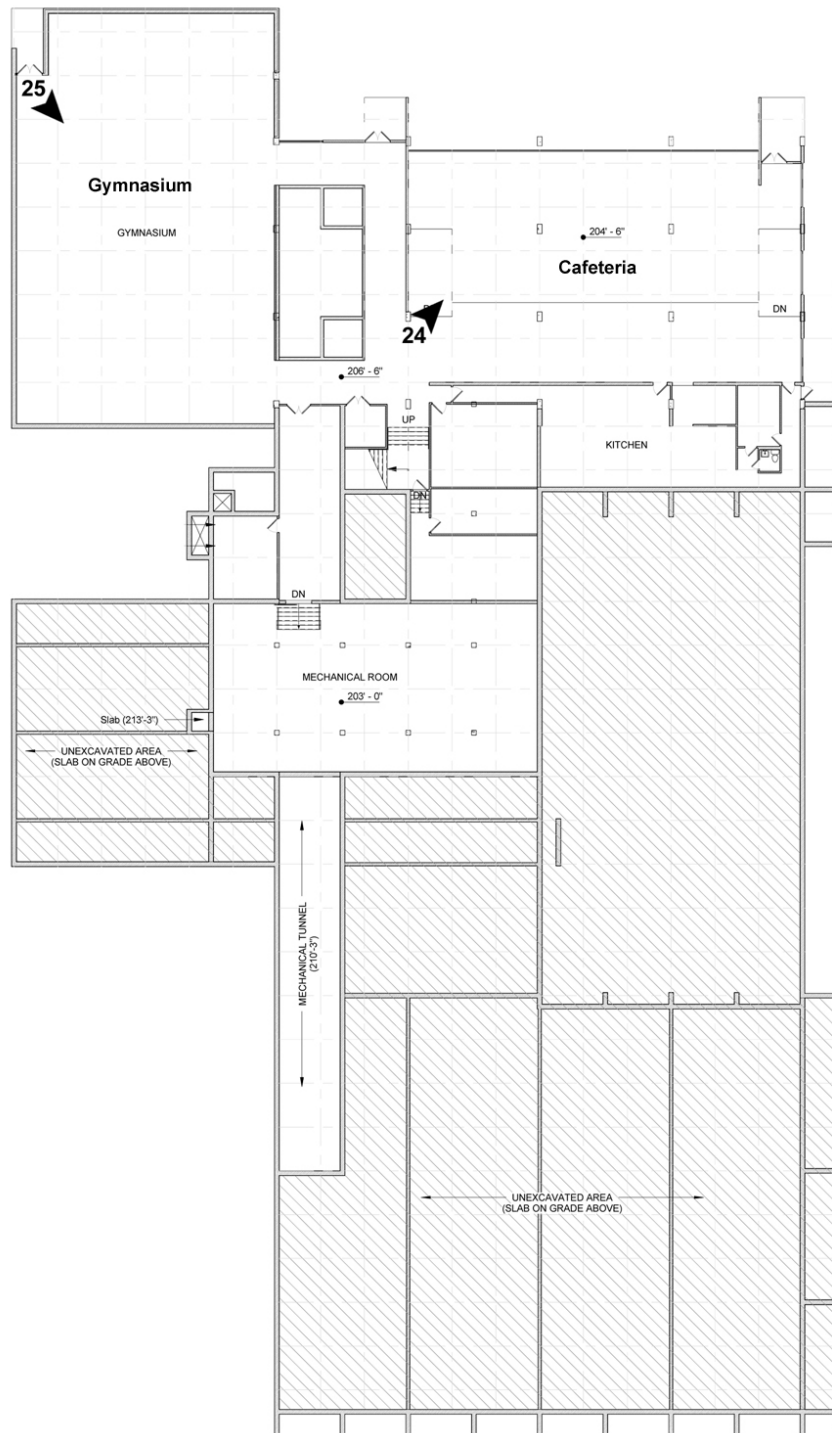 25
Gymnasium
GYMNASIUM
204' - 6"
Cafeteria
DN
24
206' - 6"
UP
KITCHEN
DN
DN
MECHANICAL ROOM
203' - 0"
Slab (213'-3")
UNEXCAVATED AREA
(SLAB ON GRADE ABOVE)
MECHANICAL TUNNEL
(210'-3")
UNEXCAVATED AREA
(SLAB ON GRADE ABOVE)